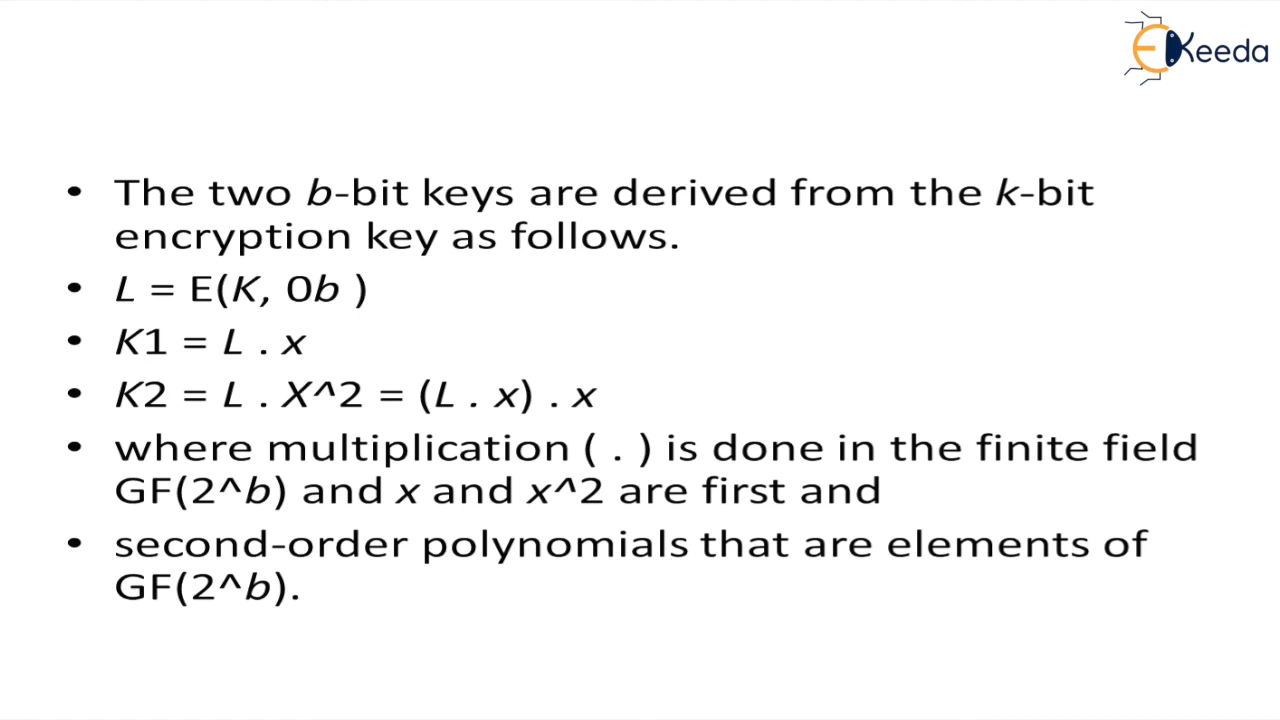 EKeeda
• The two b-bit keys are derived from the k-bit
encryption key as follows.
• L = E(K, 0b )
• K1 = L . x
• K2 = L . X^2 = (L . x) . x
• where multiplication ( . ) is done in the finite field
GF(2^b) and x and x^2 are first and
• second-order polynomials that are elements of
GF(2^b).